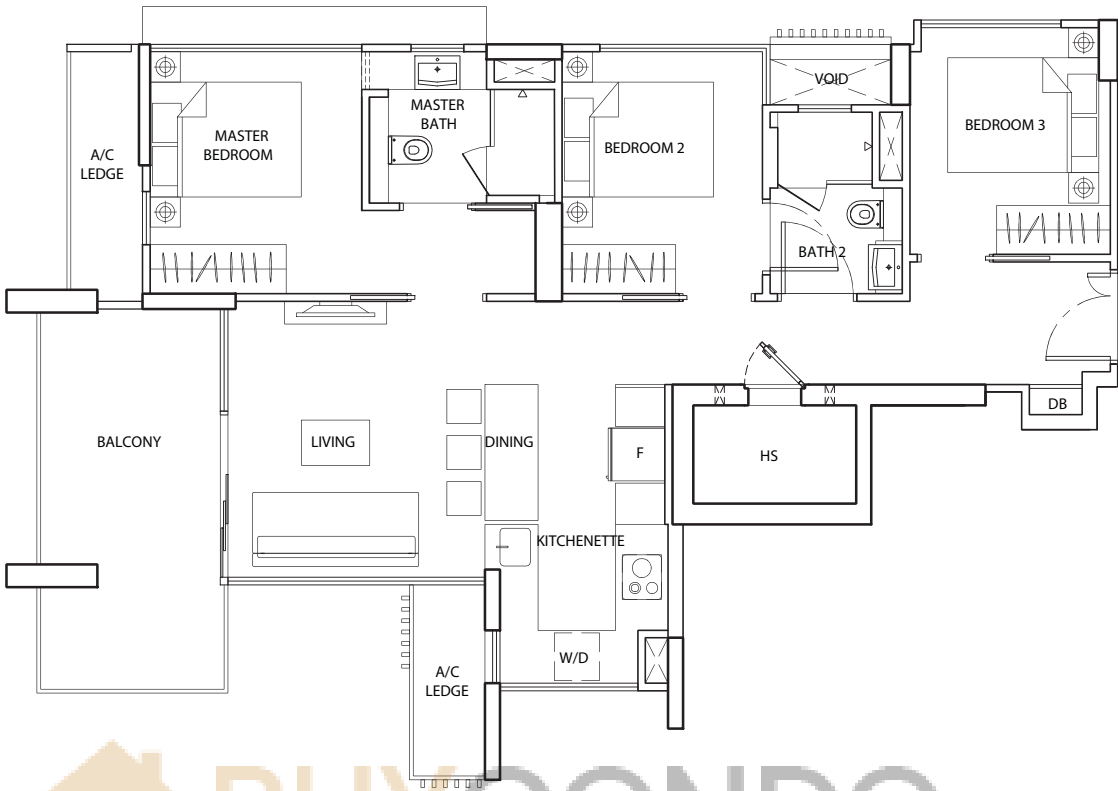 VOID
MASTER
BATH
BEDROOM 3
MASTER
BEDROOM
BEDROOM 2
A/C
LEDGE
BATH 2
DB
BALCONY
LIVING
DINING
F
HS
KITCHENETTE
W/D
A/C
LEDGE
BUYCONDO